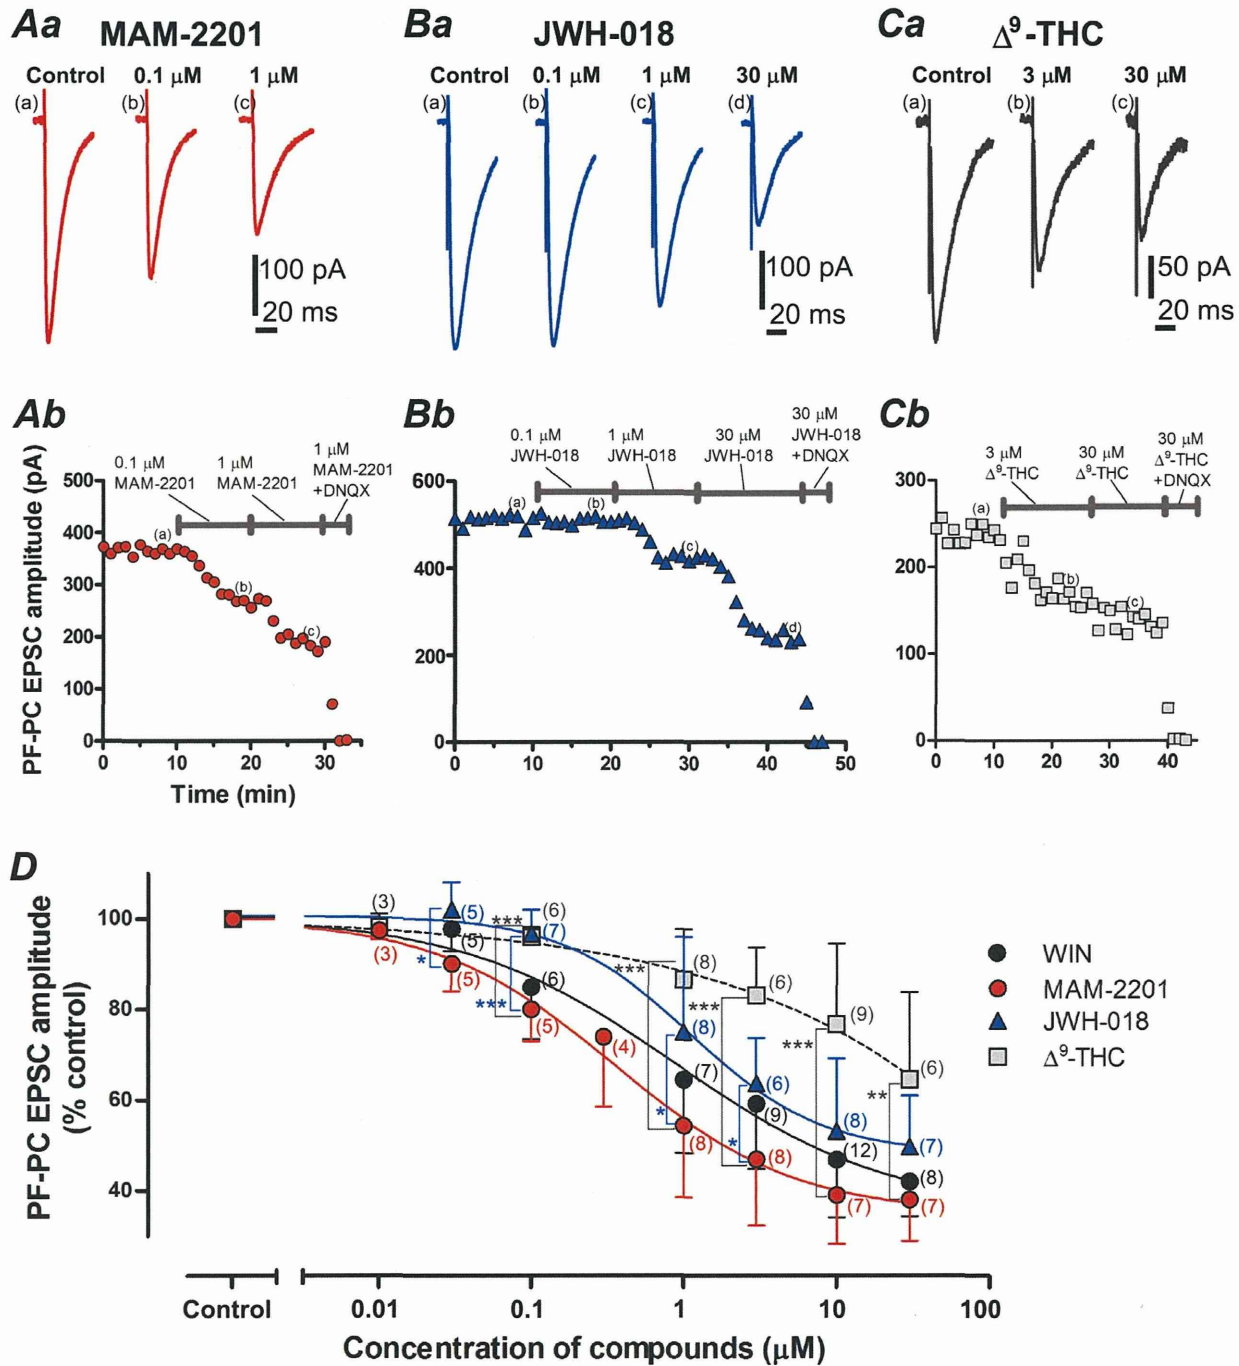 Aa MAM-2201 Ba JWH-018 Ca Δ⁹-THC
Control 0.1 μM 1 μM Control 0.1 μM 1 μM 30 μM Control 3 μM 30 μM
(a) (b) (c) (a) (b) (c) (d) (a) (b) (c)
100 pA 100 pA 50 pA
20 ms 20 ms 20 ms
Ab
0.1 μM
MAM-2201
1 μM
MAM-2201
1 μM
MAM-2201
+DNQX
PF-PC EPSC amplitude (pA)
500
400
300
200
100
0
(a)
(b)
(c)
0 10 20 30
Time (min)
Bb
0.1 μM
JWH-018
1 μM
JWH-018
30 μM
JWH-018
30 μM
JWH-018
+DNQX
600
400
200
0
(a)
(b)
(c)
(d)
0 10 20 30 40 50
Cb
3 μM
Δ⁹-THC
30 μM
Δ⁹-THC
30 μM
Δ⁹-THC
+DNQX
300
200
100
0
(a)
(b)
(c)
0 10 20 30 40
D
PF-PC EPSC amplitude
(% control)
100
80
60
40
(3)
(3)
(5)
(5)
*
(5)
***
(6)
(7)
(6)
***
(5)
(4)
***
(8)
(8)
(7)
*
(8)
***
(6)
(6)
(9)
*
(8)
***
(9)
(8)
(12)
(7)
**
(6)
(7)
(8)
(7)
WIN
MAM-2201
JWH-018
Δ⁹-THC
Control 0.01 0.1 1 10 100
Concentration of compounds (μM)